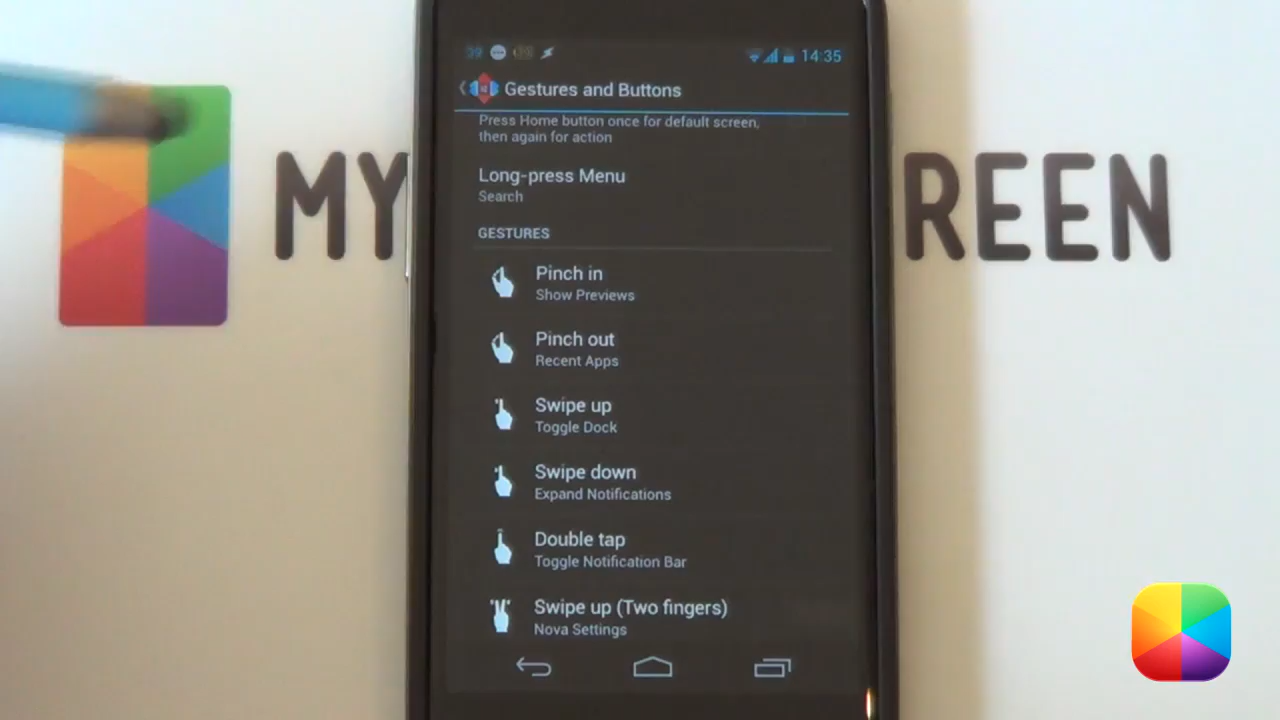 39
14:35
Gestures and Buttons
Press Home button once for default screen,
then again for action
Long-press Menu
Search
GESTURES
Pinch in
Show Previews
Pinch out
Recent Apps
Swipe up
Toggle Dock
Swipe down
Expand Notifications
Double tap
Toggle Notification Bar
Swipe up (Two fingers)
Nova Settings
MY
REEN